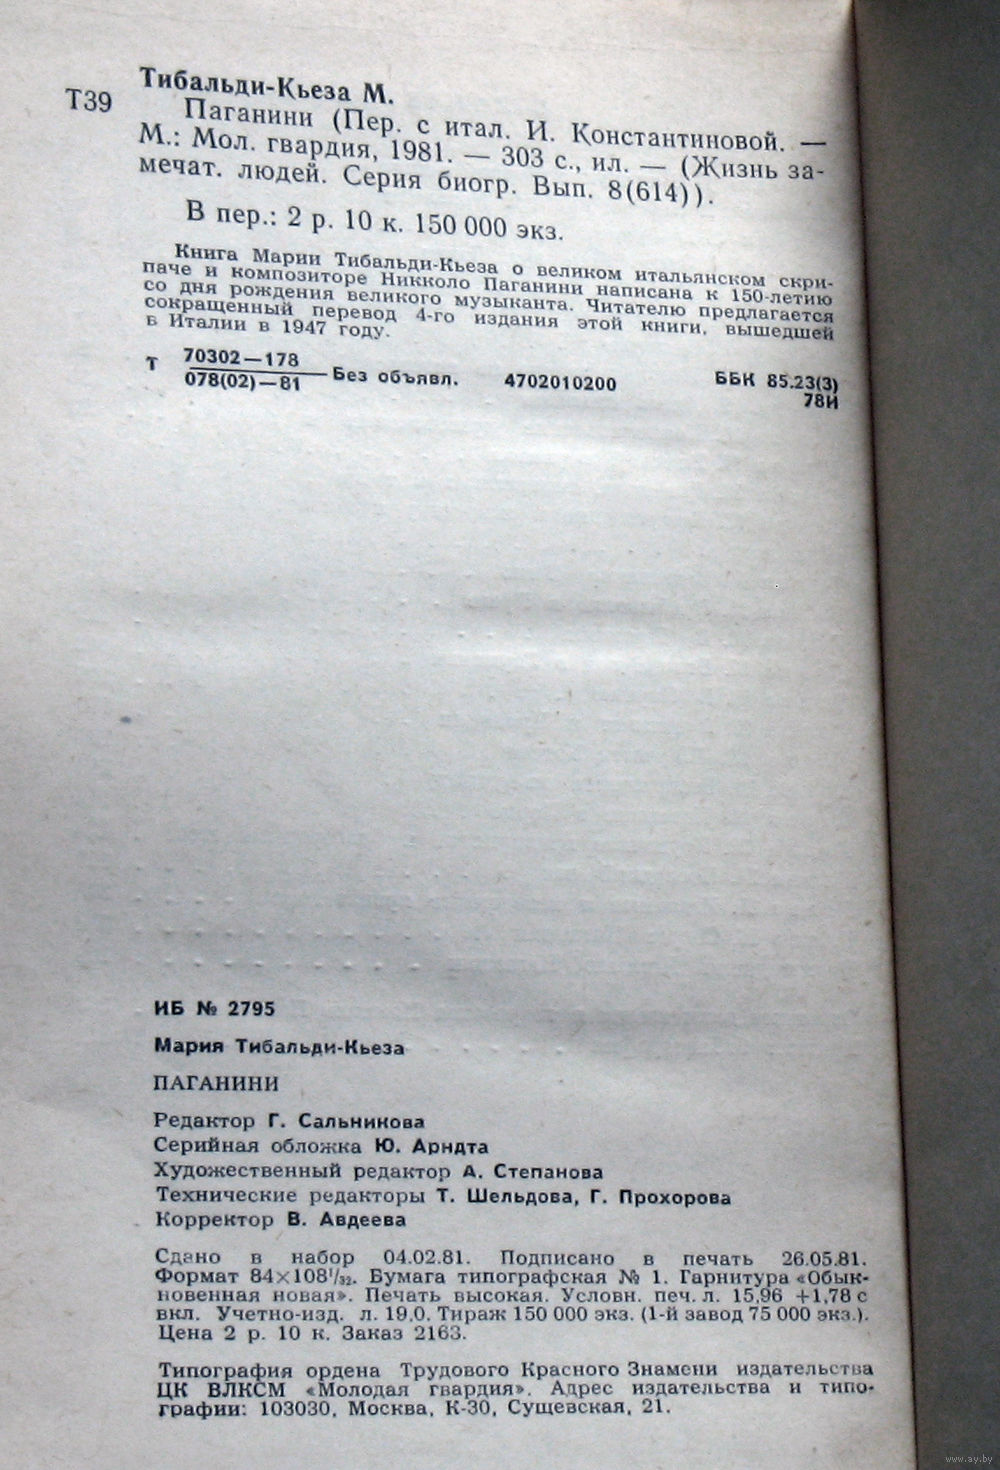 Тибальди-Кьеза М.
Т39
Паганини (Пер. с итал. И. Константиновой. —
М.: Мол. гвардия, 1981. — 303 с., ил. — (Жизнь за-
мечат. людей. Серия биогр. Вып. 8(614)).
В пер.: 2 р. 10 к. 150 000 экз.
Книга Марии Тибальди-Кьеза о великом итальянском скри-
паче и композиторе Никколо Паганини написана к 150-летию
со дня рождения великого музыканта. Читателю предлагается
сокращенный перевод 4-го издания этой книги, вышедшей
в Италии в 1947 году.
Т 70302—178
078(02)—81 Без объявл. 4702010200 ББК 85.23(3)
78И
ИБ № 2795
Мария Тибальди-Кьеза
ПАГАНИНИ
Редактор Г. Сальникова
Серийная обложка Ю. Арндта
Художественный редактор А. Степанова
Технические редакторы Т. Шельдова, Г. Прохорова
Корректор В. Авдеева
Сдано в набор 04.02.81. Подписано в печать 26.05.81.
Формат 84×108¹/₃₂. Бумага типографская № 1. Гарнитура «Обык-
новенная новая». Печать высокая. Условн. печ. л. 15,96 +1,78 с
вкл. Учетно-изд. л. 19,0. Тираж 150 000 экз. (1-й завод 75 000 экз.).
Цена 2 р. 10 к. Заказ 2163.
Типография ордена Трудового Красного Знамени издательства
ЦК ВЛКСМ «Молодая гвардия». Адрес издательства и типо-
графии: 103030, Москва, К-30, Сущевская, 21.
www.ay.by